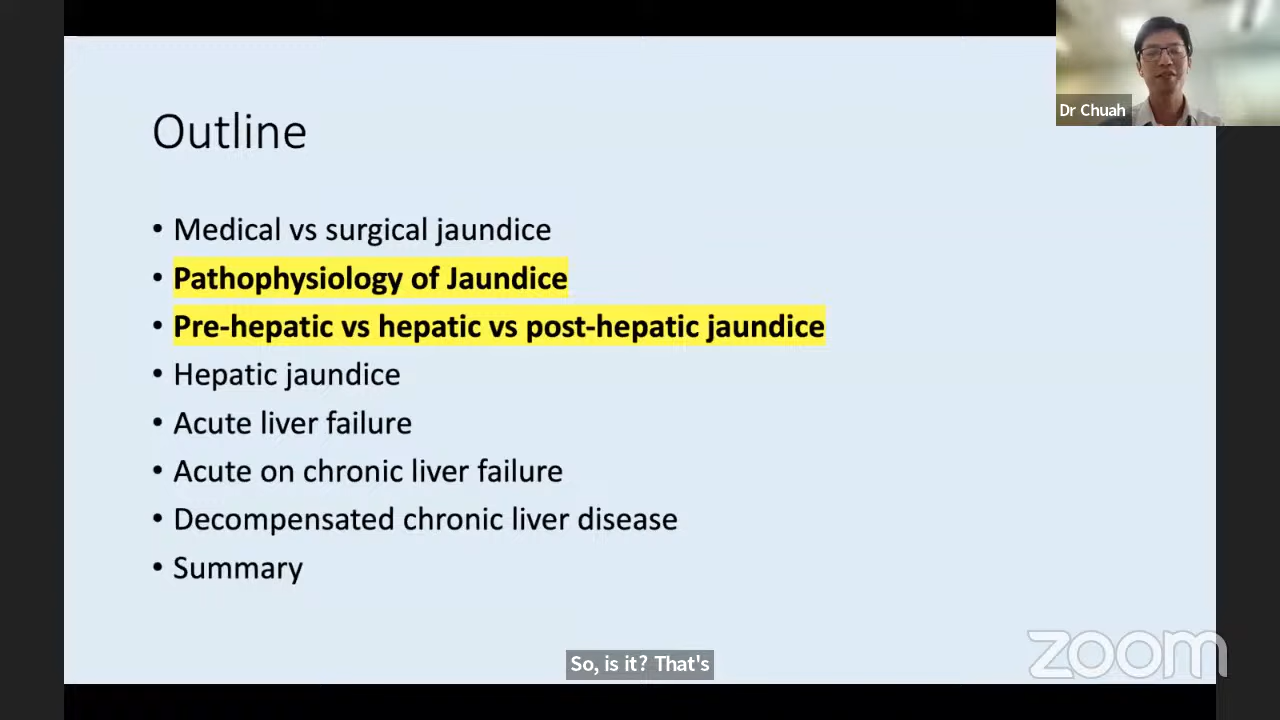 Dr Chuah
Outline
• Medical vs surgical jaundice
• Pathophysiology of Jaundice
• Pre-hepatic vs hepatic vs post-hepatic jaundice
• Hepatic jaundice
• Acute liver failure
• Acute on chronic liver failure
• Decompensated chronic liver disease
• Summary
So, is it? That's
zoom